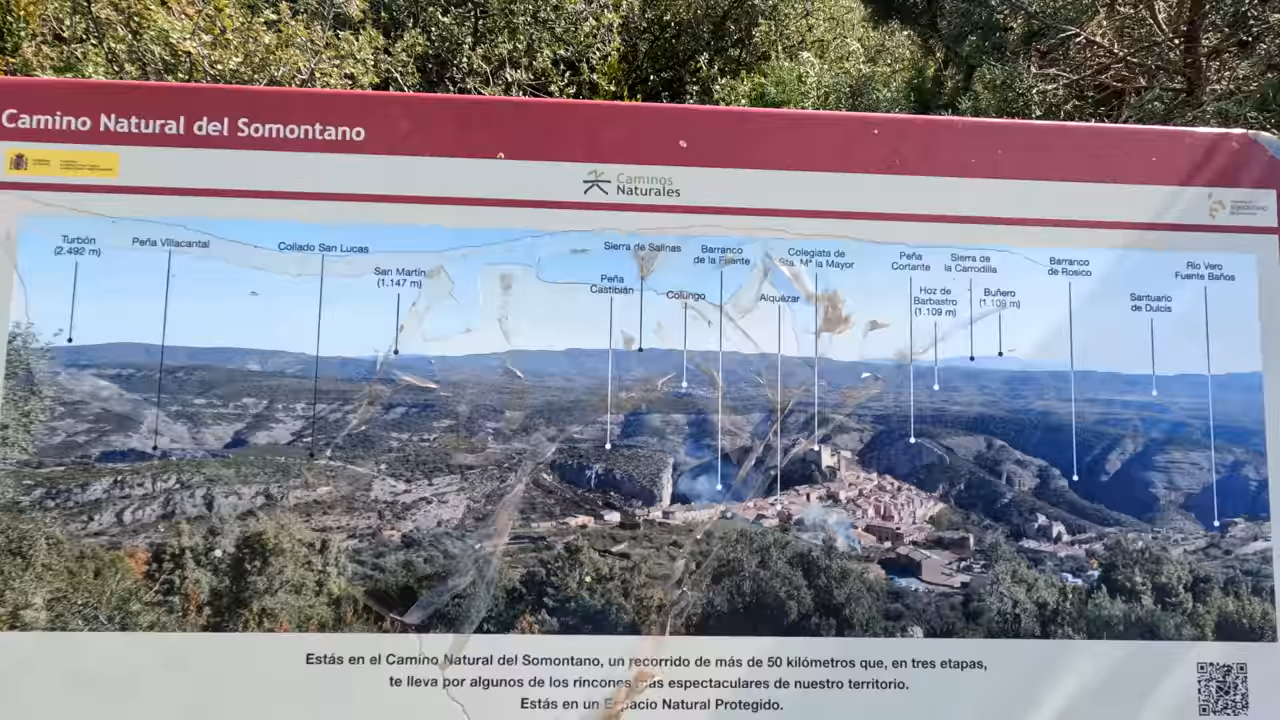 Camino Natural del Somontano
Caminos
Naturales
SOMONTANO
Turbón
(2.492 m)
Peña Villacantal
Collado San Lucas
San Martín
(1.147 m)
Peña
Castibián
Sierra de Salinas
Colungo
Barranco
de la Fuente
Alquézar
Colegiata de
Sta. Mª la Mayor
Peña
Cortante
Hoz de
Barbastro
(1.109 m)
Sierra de
la Carrodilla
Buñero
(1.109 m)
Barranco
de Rosico
Santuario
de Dulcis
Río Vero
Fuente Baños
Estás en el Camino Natural del Somontano, un recorrido de más de 50 kilómetros que, en tres etapas,
te lleva por algunos de los rincones más espectaculares de nuestro territorio.
Estás en un Espacio Natural Protegido.